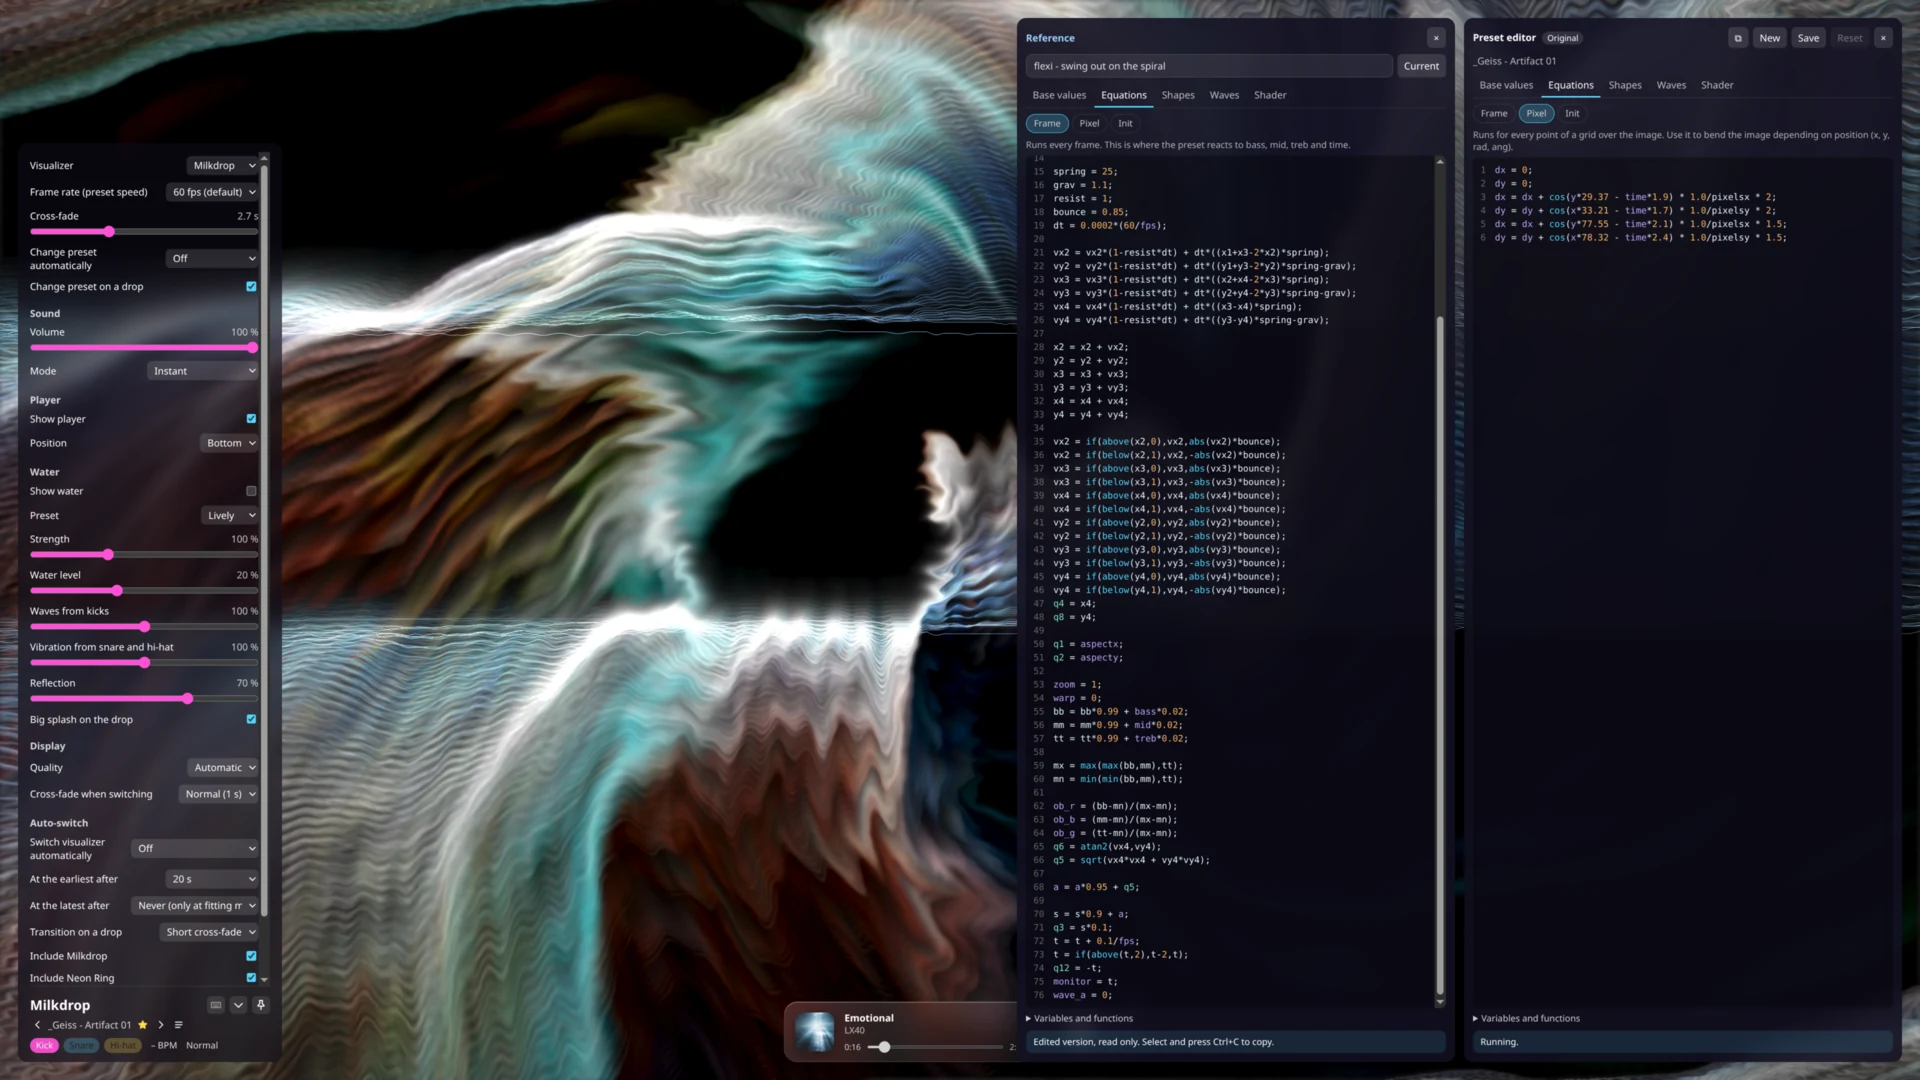 Visualizer
Milkdrop
Frame rate (preset speed)
60 fps (default)
Cross-fade
2.7 s
Change preset automatically
Off
Change preset on a drop
Sound
Volume
100 %
Mode
Instant
Player
Show player
Position
Bottom
Water
Show water
Preset
Lively
Strength
100 %
Water level
20 %
Waves from kicks
100 %
Vibration from snare and hi-hat
100 %
Reflection
70 %
Big splash on the drop
Display
Quality
Automatic
Cross-fade when switching
Normal (1 s)
Auto-switch
Switch visualizer automatically
Off
At the earliest after
20 s
At the latest after
Never (only at fitting m
Transition on a drop
Short cross-fade
Include Milkdrop
Include Neon Ring
Milkdrop
_Geiss - Artifact 01
Kick
Snare
Hi-hat
– BPM
Normal
Emotional
LX40
0:16
2:
Reference
flexi - swing out on the spiral
Current
Base values
Equations
Shapes
Waves
Shader
Frame
Pixel
Init
Runs every frame. This is where the preset reacts to bass, mid, treb and time.
14
15 spring = 25;
16 grav = 1.1;
17 resist = 1;
18 bounce = 0.85;
19 dt = 0.0002*(60/fps);
20
21 vx2 = vx2*(1-resist*dt) + dt*((x1+x3-2*x2)*spring);
22 vy2 = vy2*(1-resist*dt) + dt*((y1+y3-2*y2)*spring-grav);
23 vx3 = vx3*(1-resist*dt) + dt*((x2+x4-2*x3)*spring);
24 vy3 = vy3*(1-resist*dt) + dt*((y2+y4-2*y3)*spring-grav);
25 vx4 = vx4*(1-resist*dt) + dt*((x3-x4)*spring);
26 vy4 = vy4*(1-resist*dt) + dt*((y3-y4)*spring-grav);
27
28 x2 = x2 + vx2;
29 y2 = y2 + vy2;
30 x3 = x3 + vx3;
31 y3 = y3 + vy3;
32 x4 = x4 + vx4;
33 y4 = y4 + vy4;
34
35 vx2 = if(above(x2,0),vx2,abs(vx2)*bounce);
36 vx2 = if(below(x2,1),vx2,-abs(vx2)*bounce);
37 vx3 = if(above(x3,0),vx3,abs(vx3)*bounce);
38 vx3 = if(below(x3,1),vx3,-abs(vx3)*bounce);
39 vx4 = if(above(x4,0),vx4,abs(vx4)*bounce);
40 vx4 = if(below(x4,1),vx4,-abs(vx4)*bounce);
41 vy2 = if(above(y2,0),vy2,abs(vy2)*bounce);
42 vy2 = if(below(y2,1),vy2,-abs(vy2)*bounce);
43 vy3 = if(above(y3,0),vy3,abs(vy3)*bounce);
44 vy3 = if(below(y3,1),vy3,-abs(vy3)*bounce);
45 vy4 = if(above(y4,0),vy4,abs(vy4)*bounce);
46 vy4 = if(below(y4,1),vy4,-abs(vy4)*bounce);
47 q4 = x4;
48 q8 = y4;
49
50 q1 = aspectx;
51 q2 = aspecty;
52
53 zoom = 1;
54 warp = 0;
55 bb = bb*0.99 + bass*0.02;
56 mm = mm*0.99 + mid*0.02;
57 tt = tt*0.99 + treb*0.02;
58
59 mx = max(max(bb,mm),tt);
60 mn = min(min(bb,mm),tt);
61
62 ob_r = (bb-mn)/(mx-mn);
63 ob_b = (mm-mn)/(mx-mn);
64 ob_g = (tt-mn)/(mx-mn);
65 q6 = atan2(vx4,vy4);
66 q5 = sqrt(vx4*vx4 + vy4*vy4);
67
68 a = a*0.95 + q5;
69
70 s = s*0.9 + a;
71 q3 = s*0.1;
72 t = t + 0.1/fps;
73 t = if(above(t,2),t-2,t);
74 q12 = -t;
75 monitor = t;
76 wave_a = 0;
Variables and functions
Edited version, read only. Select and press Ctrl+C to copy.
Preset editor
Original
New
Save
Reset
_Geiss - Artifact 01
Base values
Equations
Shapes
Waves
Shader
Frame
Pixel
Init
Runs for every point of a grid over the image. Use it to bend the image depending on position (x, y,
rad, ang).
1 dx = 0;
2 dy = 0;
3 dx = dx + cos(y*29.37 - time*1.9) * 1.0/pixelsx * 2;
4 dy = dy + cos(x*33.21 - time*1.7) * 1.0/pixelsy * 2;
5 dx = dx + cos(y*77.55 - time*2.1) * 1.0/pixelsx * 1.5;
6 dy = dy + cos(x*78.32 - time*2.4) * 1.0/pixelsy * 1.5;
Variables and functions
Running.